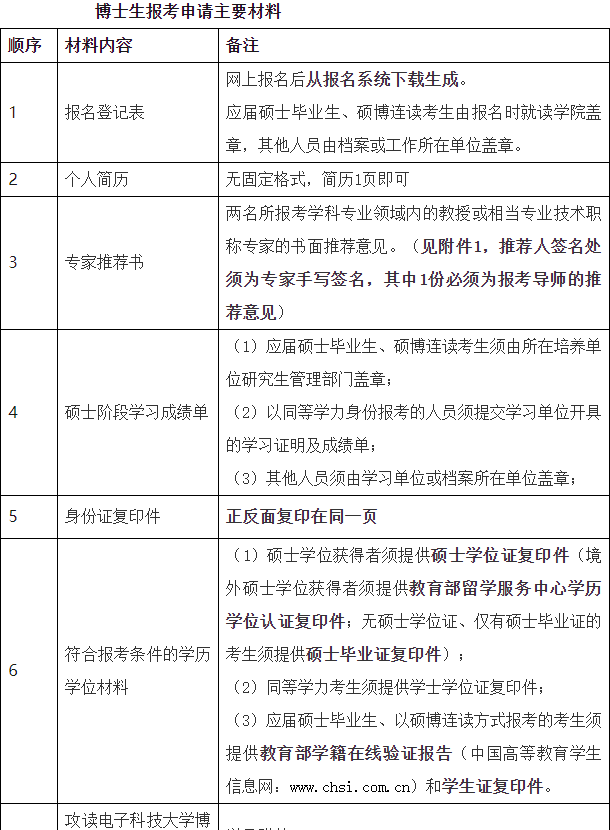 博士生报考申请主要材料
顺序 材料内容 备注
1 报名登记表
网上报名后从报名系统下载生成。
应届硕士毕业生、硕博连读考生由报名时就读学院盖
章，其他人员由档案或工作所在单位盖章。
2 个人简历 无固定格式，简历1页即可
3 专家推荐书
两名所报考学科专业领域内的教授或相当专业技术职
称专家的书面推荐意见。（见附件1，推荐人签名处
须为专家手写签名，其中1份必须为报考导师的推
荐意见）
4 硕士阶段学习成绩单
（1）应届硕士毕业生、硕博连读考生须由所在培养单
位研究生管理部门盖章；
（2）以同等学力身份报考的人员须提交学习单位开具
的学习证明及成绩单；
（3）其他人员须由学习单位或档案所在单位盖章；
5 身份证复印件 正反面复印在同一页
6 符合报考条件的学历
学位材料
（1）硕士学位获得者须提供硕士学位证复印件（境
外硕士学位获得者须提供教育部留学服务中心学历
学位认证复印件；无硕士学位证、仅有硕士毕业证的
考生须提供硕士毕业证复印件）；
（2）同等学力考生须提供学士学位证复印件；
（3）应届硕士毕业生、以硕博连读方式报考的考生须
提供教育部学籍在线验证报告（中国高等教育学生
信息网：www.chsi.com.cn）和学生证复印件。
攻读电子科技大学博